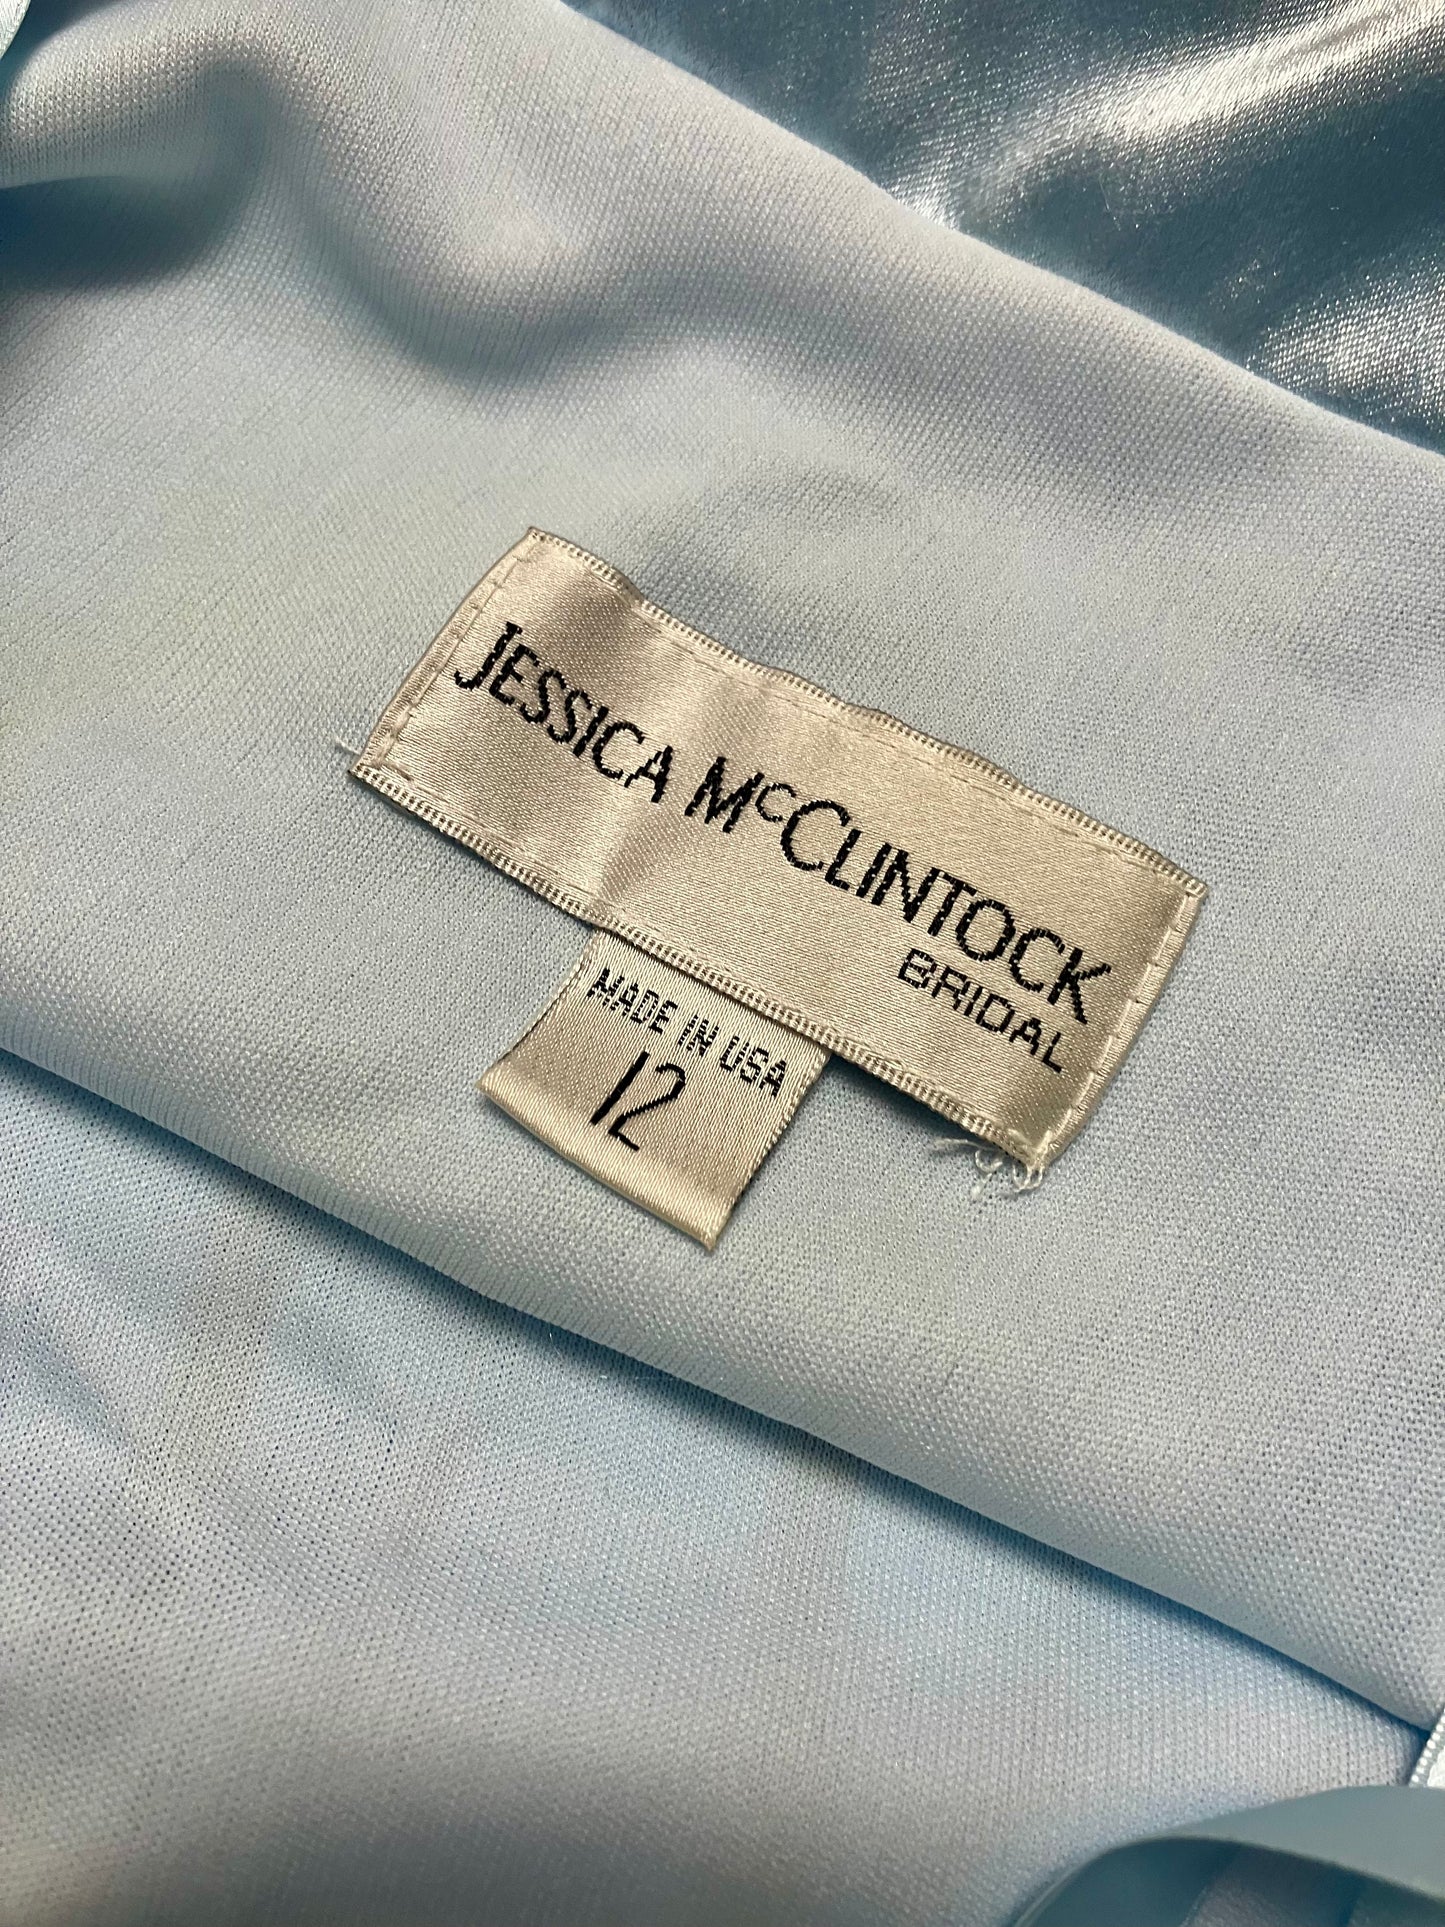 JESSICA McCLINTOCK
BRIDAL
MADE IN USA
12